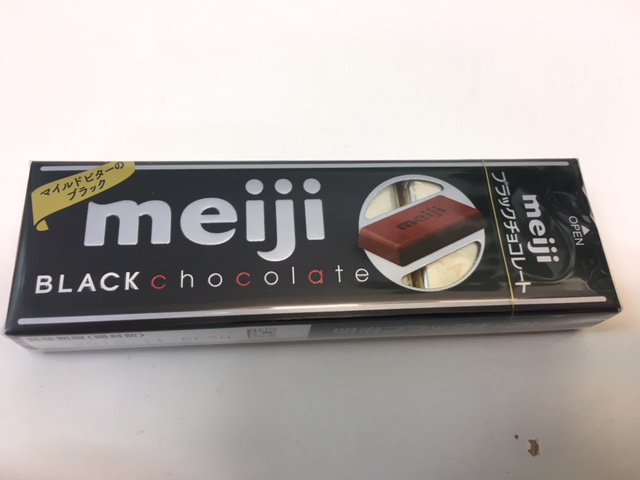 マイルドビターの
ブラック
meiji
BLACK chocolate
meiji
meiji
ブラックチョコレート
OPEN